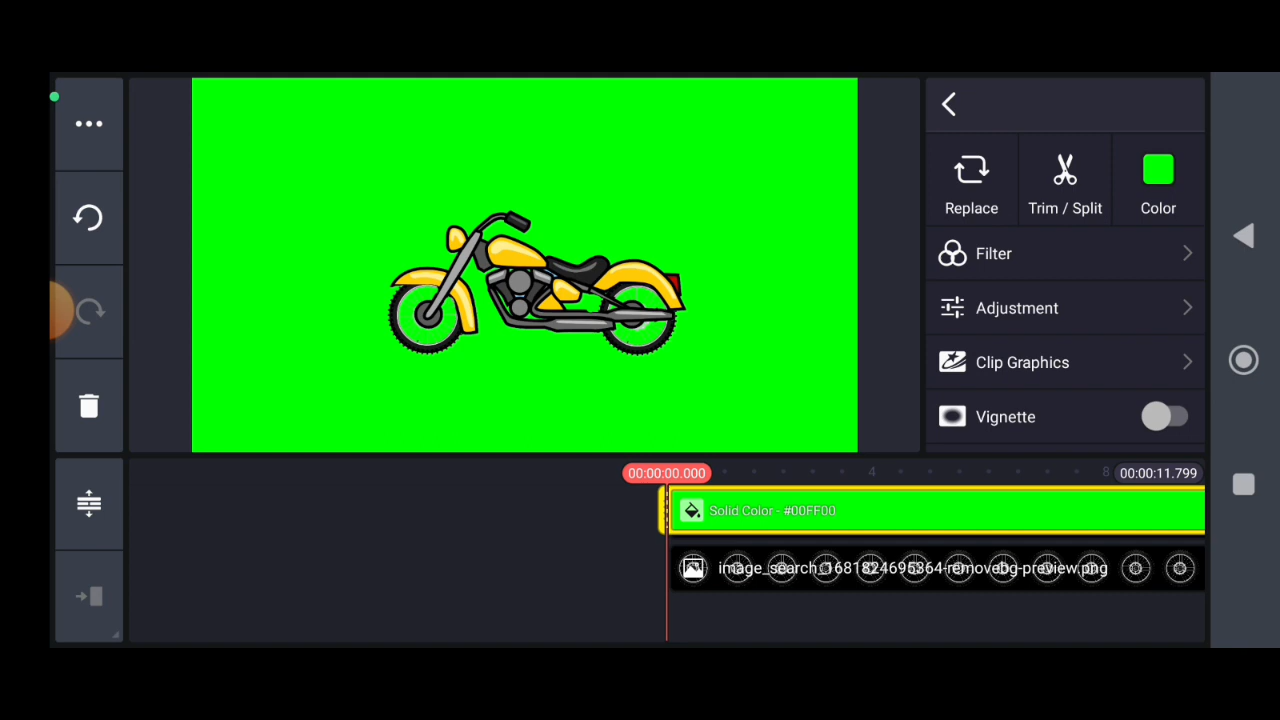 Replace
Trim / Split
Color
Filter
Adjustment
Clip Graphics
Vignette
00:00:00.000
4
8
00:00:11.799
Solid Color - #00FF00
image_search_1681824695364-removebg-preview.png